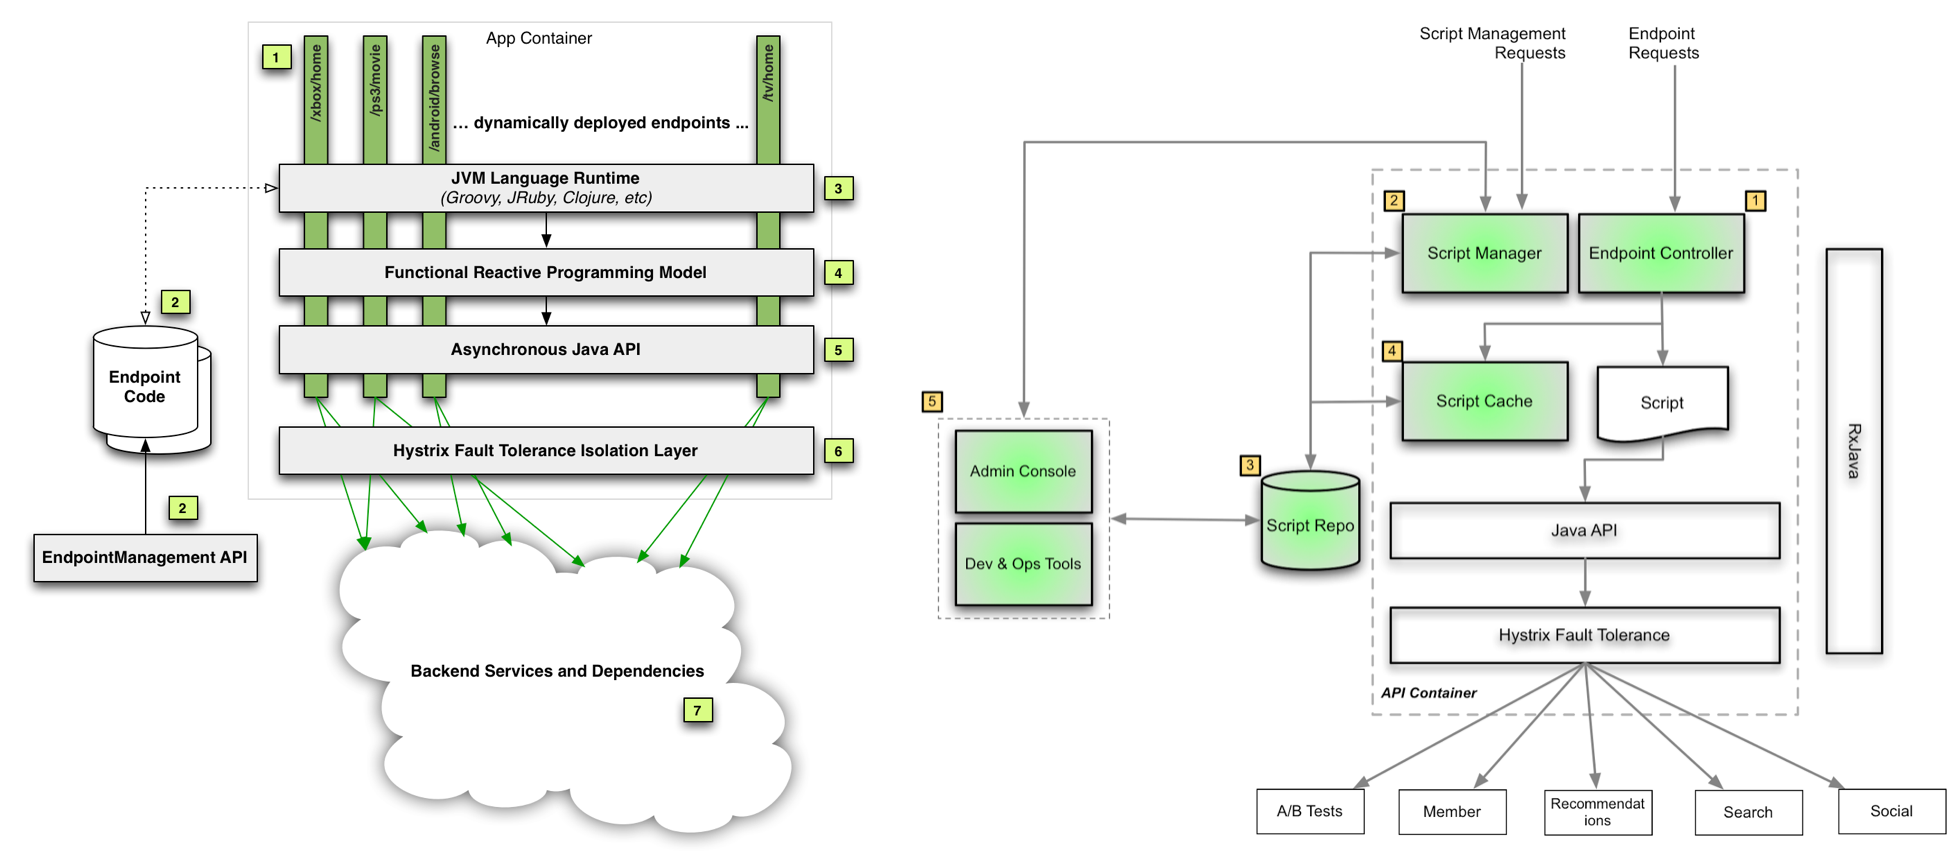 App Container
1
/xbox/home
/ps3/movie
/android/browse
/tv/home
... dynamically deployed endpoints ...
JVM Language Runtime
(Groovy, JRuby, Clojure, etc)
3
Functional Reactive Programming Model
4
2
Asynchronous Java API
5
Endpoint
Code
Hystrix Fault Tolerance Isolation Layer
6
2
EndpointManagement API
Backend Services and Dependencies
7
Script Management
Requests
Endpoint
Requests
2
1
Script Manager
Endpoint Controller
4
Script Cache
Script
5
Admin Console
Dev & Ops Tools
3
Script Repo
RxJava
Java API
Hystrix Fault Tolerance
API Container
A/B Tests
Member
Recommendat
ions
Search
Social